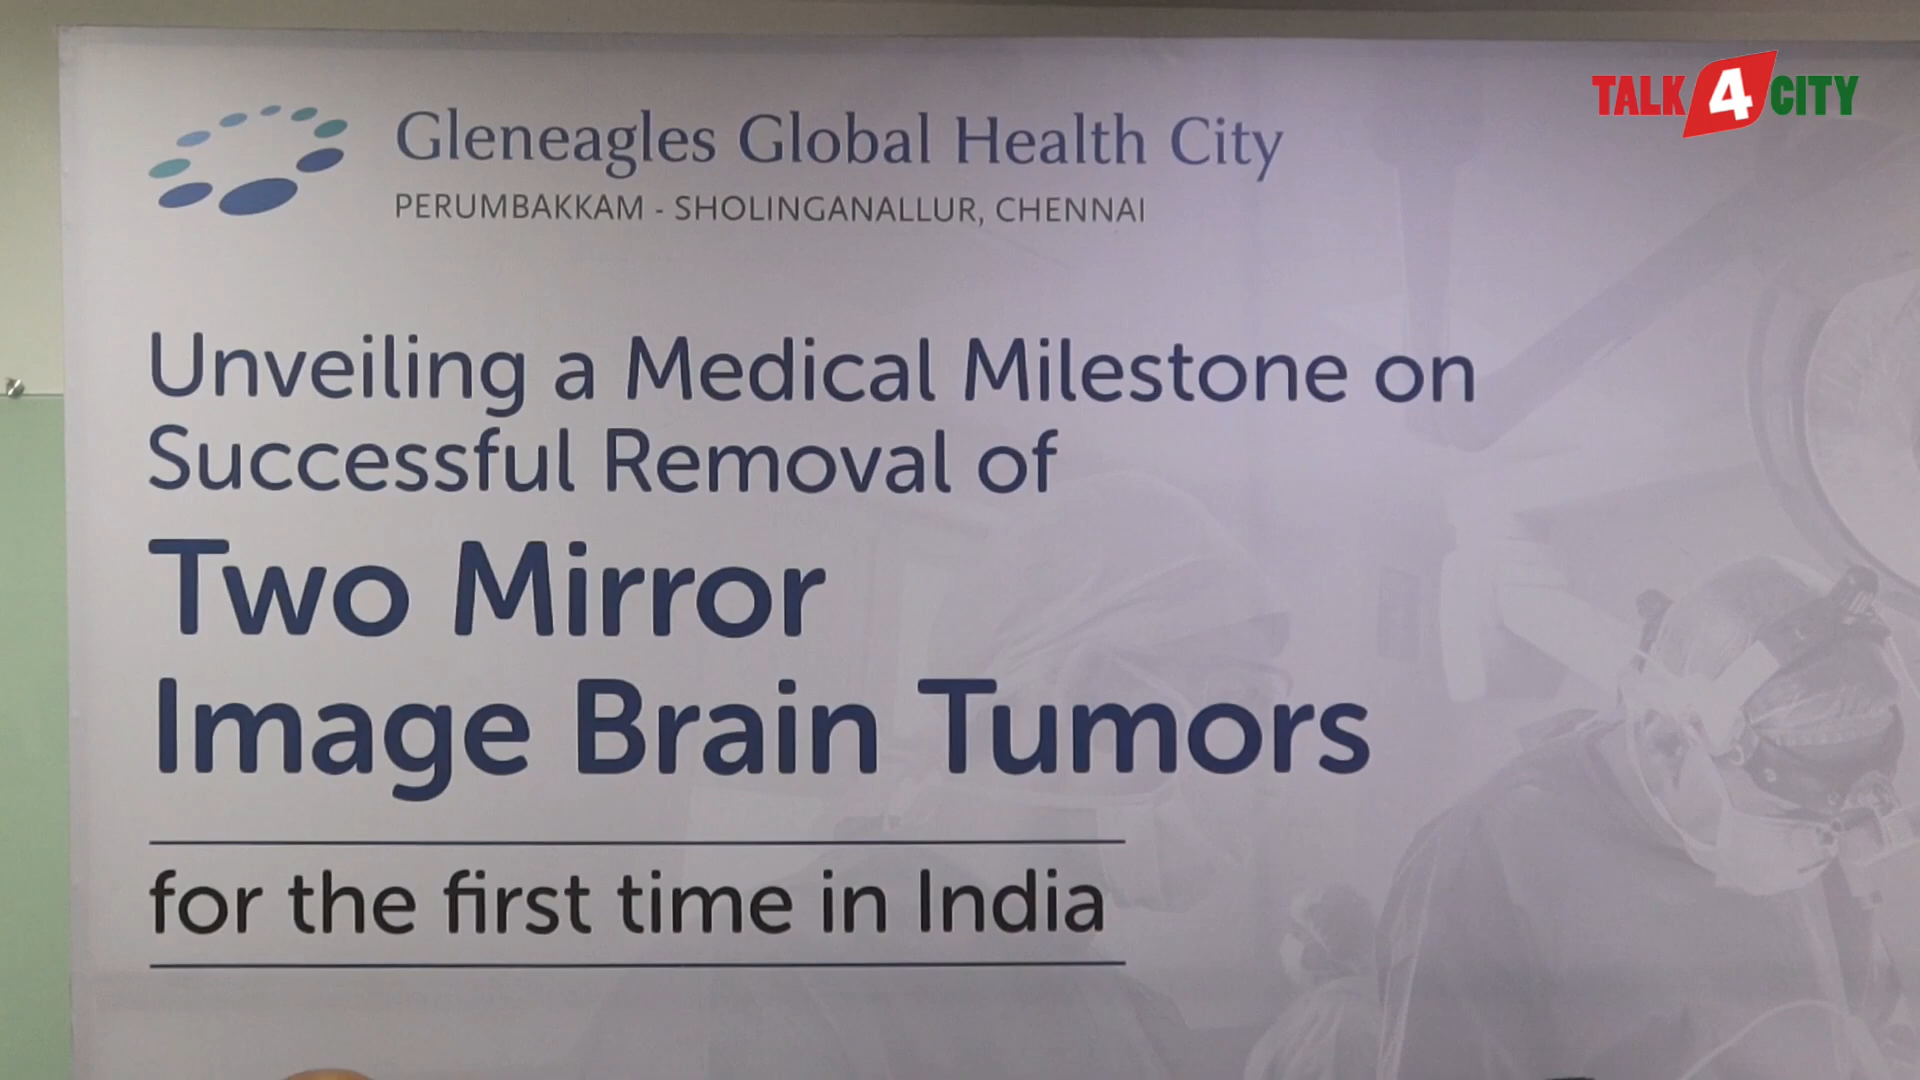 Gleneagles Global Health City
PERUMBAKKAM - SHOLINGANALLUR, CHENNAI
TALK 4 CITY
Unveiling a Medical Milestone on
Successful Removal of
Two Mirror
Image Brain Tumors
for the first time in India